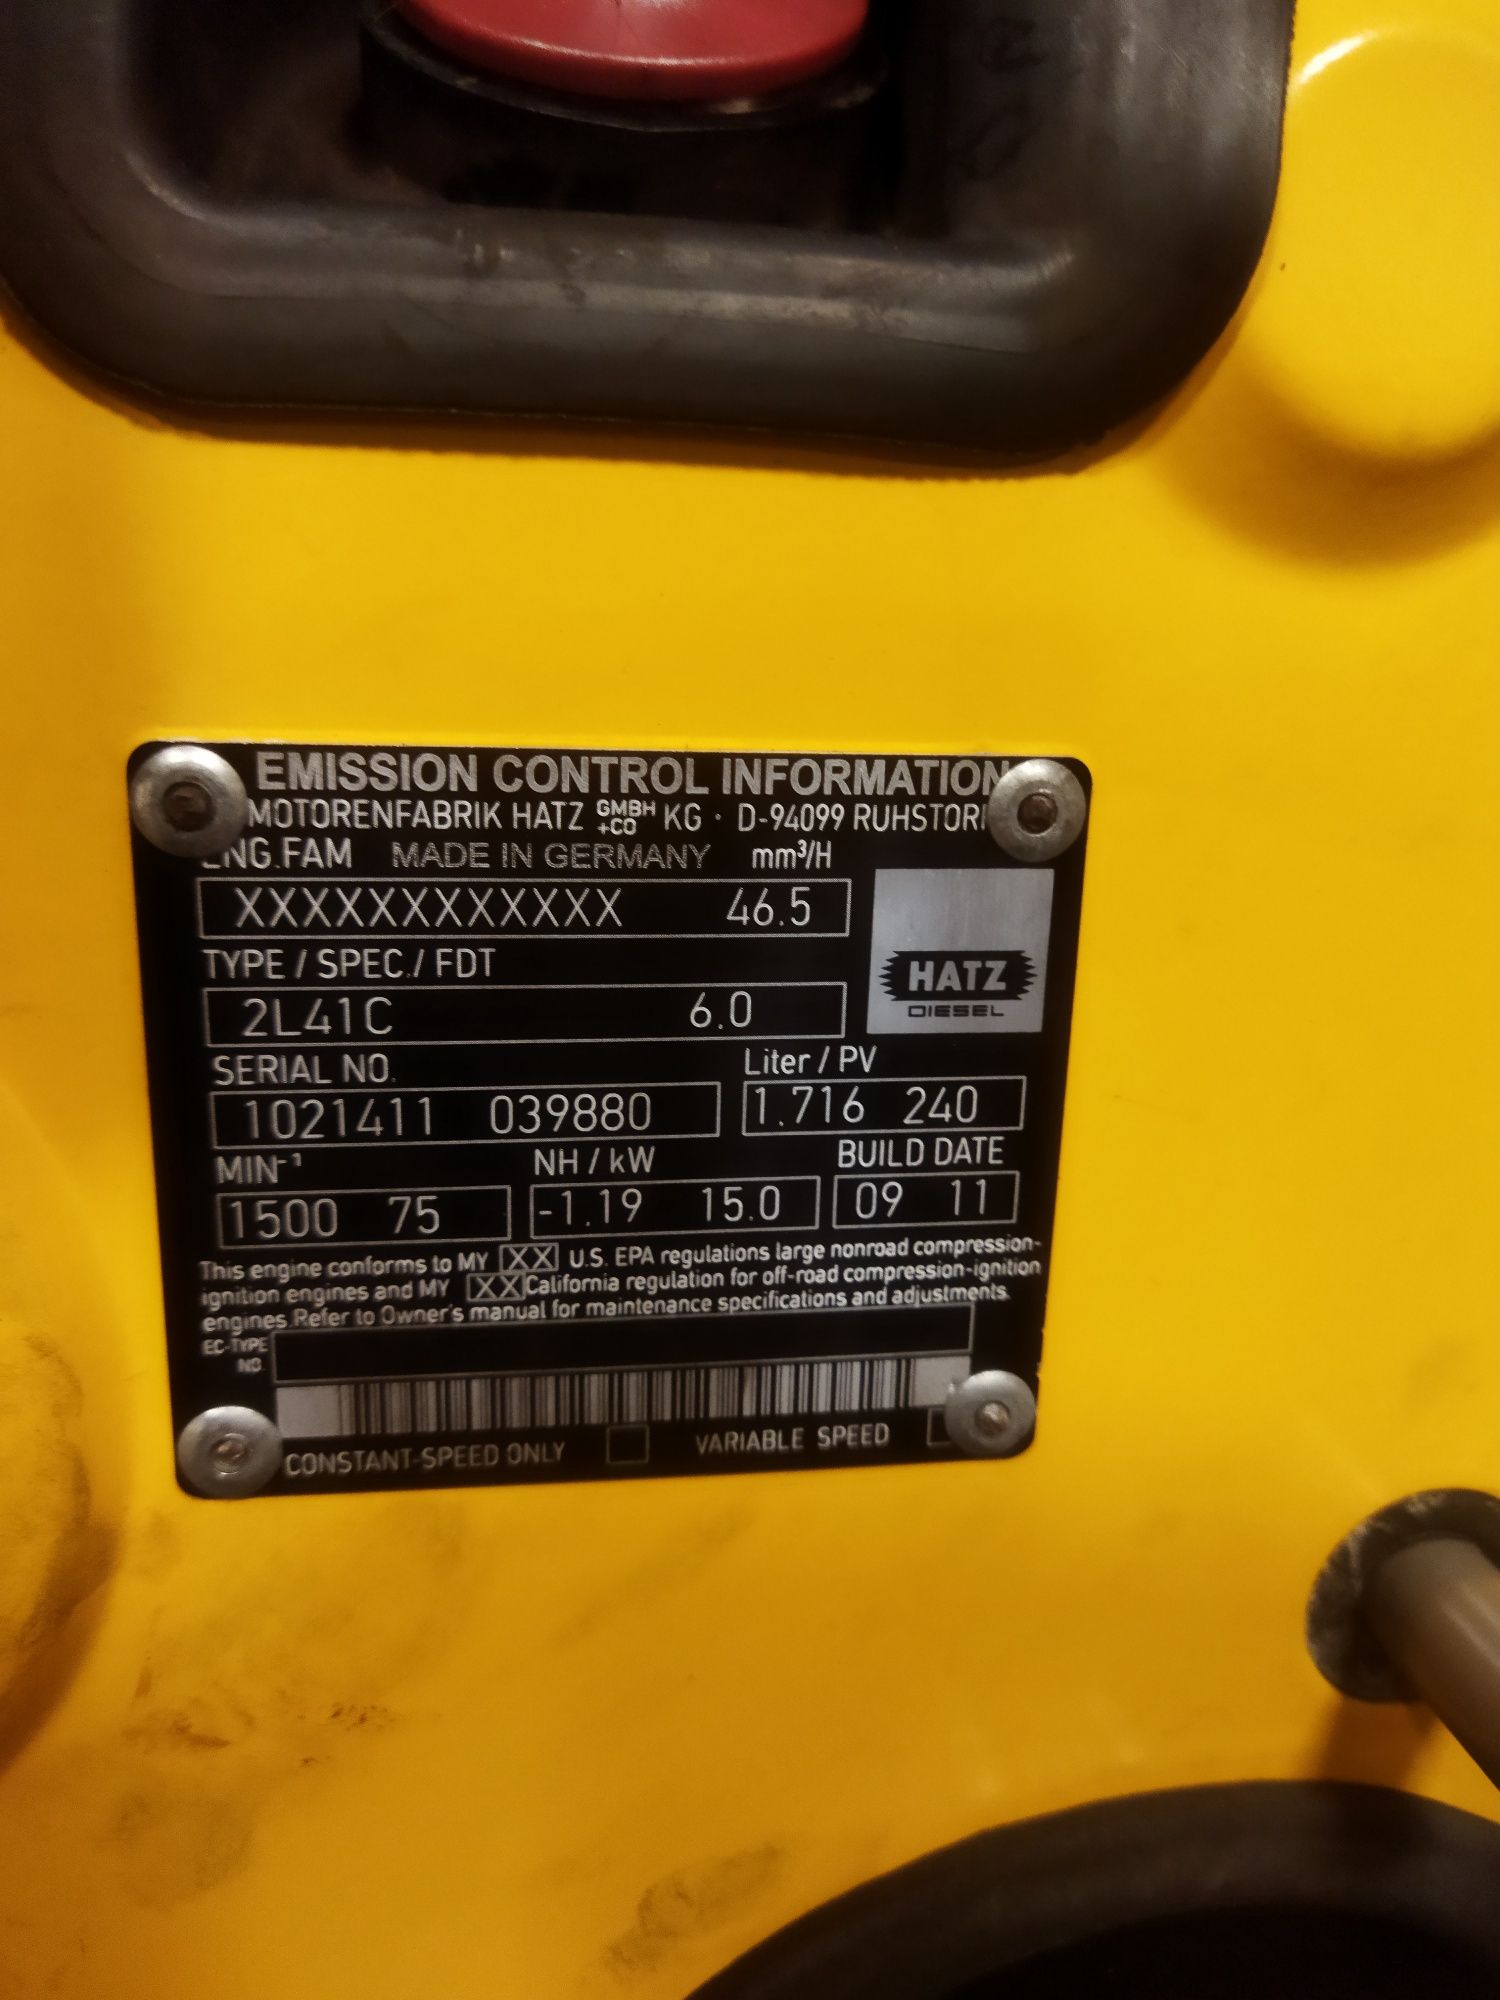 EMISSION CONTROL INFORMATION
MOTORENFABRIK HATZ GMBH +CO KG · D-94099 RUHSTORF
ENG.FAM MADE IN GERMANY mm³/H
XXXXXXXXXXXX 46.5
TYPE / SPEC./ FDT
2L41C 6.0
HATZ
DIESEL
SERIAL NO. Liter / PV
1021411 039880 1.716 240
MIN-¹ NH / kW BUILD DATE
1500 75 -1.19 15.0 09 11
This engine conforms to MY XX U.S. EPA regulations large nonroad compression-
ignition engines and MY XX California regulation for off-road compression-ignition
engines. Refer to Owner's manual for maintenance specifications and adjustments.
EC-TYPE
NO.
CONSTANT-SPEED ONLY VARIABLE SPEED